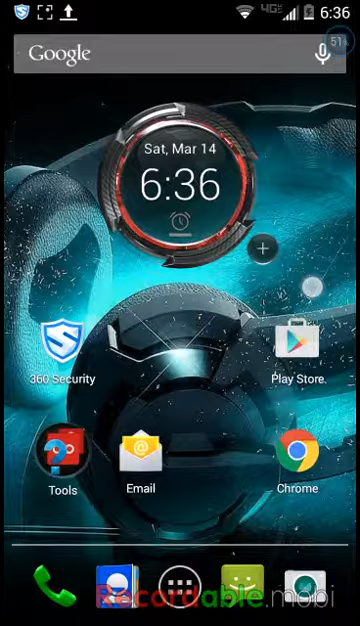 4G 6:36
Google
51%
Sat, Mar 14
6:36
360 Security
Play Store.
Tools
Email
Chrome
Recordable.mobi